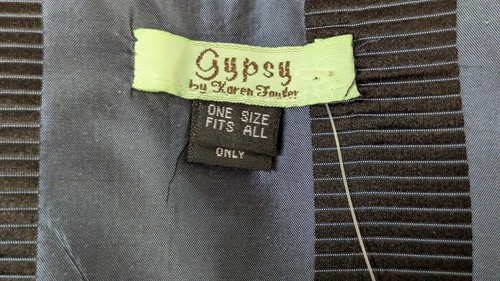 Gypsy
by Karen Fowler
ONE SIZE
FITS ALL
ONLY